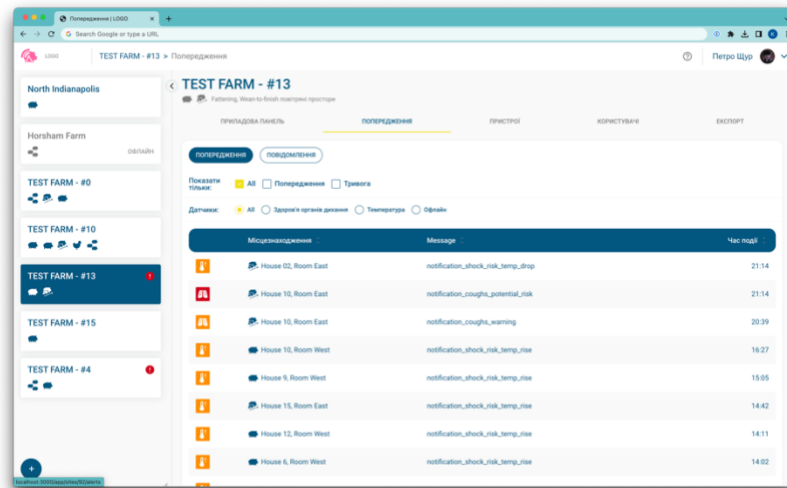 Попередження | LOGO
Search Google or type a URL
LOGO
TEST FARM - #13 > Попередження
Петро Щур
North Indianapolis
Horsham Farm
ОФЛАЙН
TEST FARM - #0
TEST FARM - #10
TEST FARM - #13
TEST FARM - #15
TEST FARM - #4
TEST FARM - #13
Fattening, Wean-to-finish повітряні простори
ПРИЛАДОВА ПАНЕЛЬ
ПОПЕРЕДЖЕННЯ
ПРИСТРОЇ
КОРИСТУВАЧІ
ЕКСПОРТ
ПОПЕРЕДЖЕННЯ
ПОВІДОМЛЕННЯ
Показати тільки: All Попередження Тривога
Датчики: All Здоров'я органів дихання Температура Офлайн
Місцезнаходження Message Час події
House 02, Room East notification_shock_risk_temp_drop 21:14
House 10, Room East notification_coughs_potential_risk 21:14
House 10, Room East notification_coughs_warning 20:39
House 10, Room West notification_shock_risk_temp_rise 16:27
House 9, Room West notification_shock_risk_temp_rise 15:05
House 15, Room East notification_shock_risk_temp_rise 14:42
House 12, Room West notification_shock_risk_temp_rise 14:11
House 6, Room West notification_shock_risk_temp_rise 14:02
localhost:3000/app/sites/92/alerts